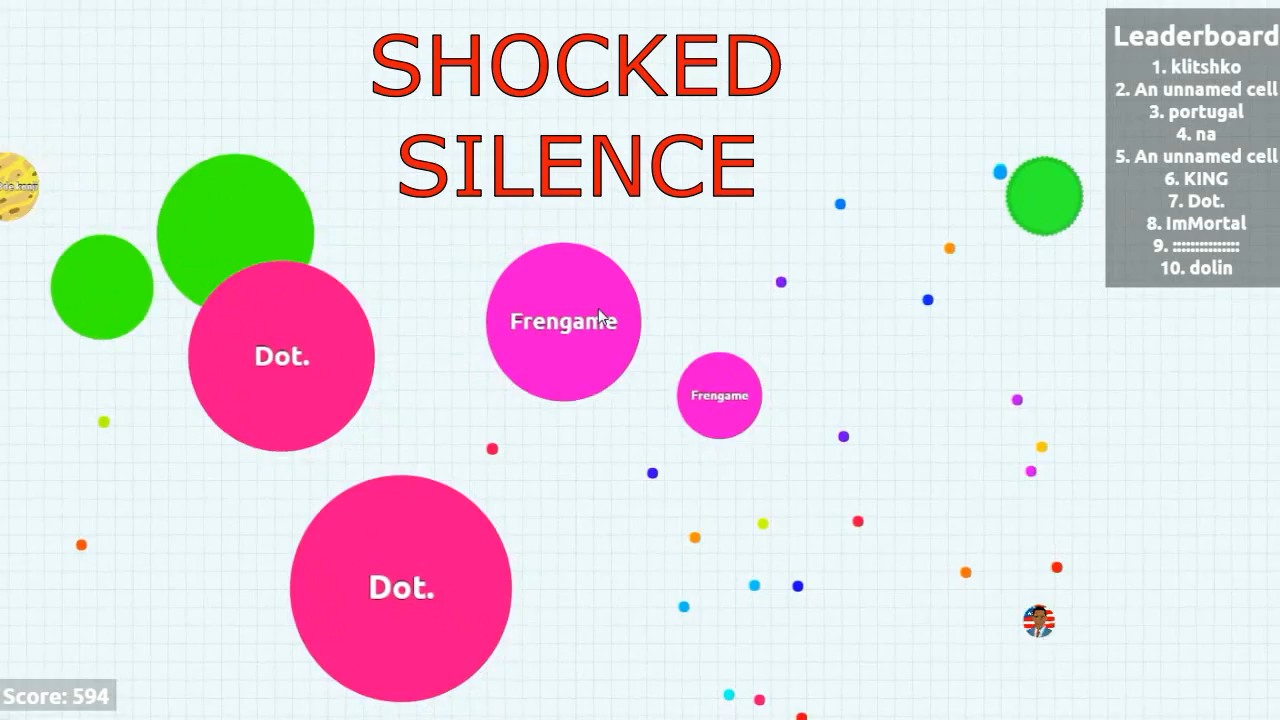 SHOCKED
SILENCE
Leaderboard
1. klitshko
2. An unnamed cell
3. portugal
4. na
5. An unnamed cell
6. KING
7. Dot.
8. ImMortal
9. ::::::::::::::
10. dolin
Frengame
Dot.
Frengame
Dot.
Score: 594